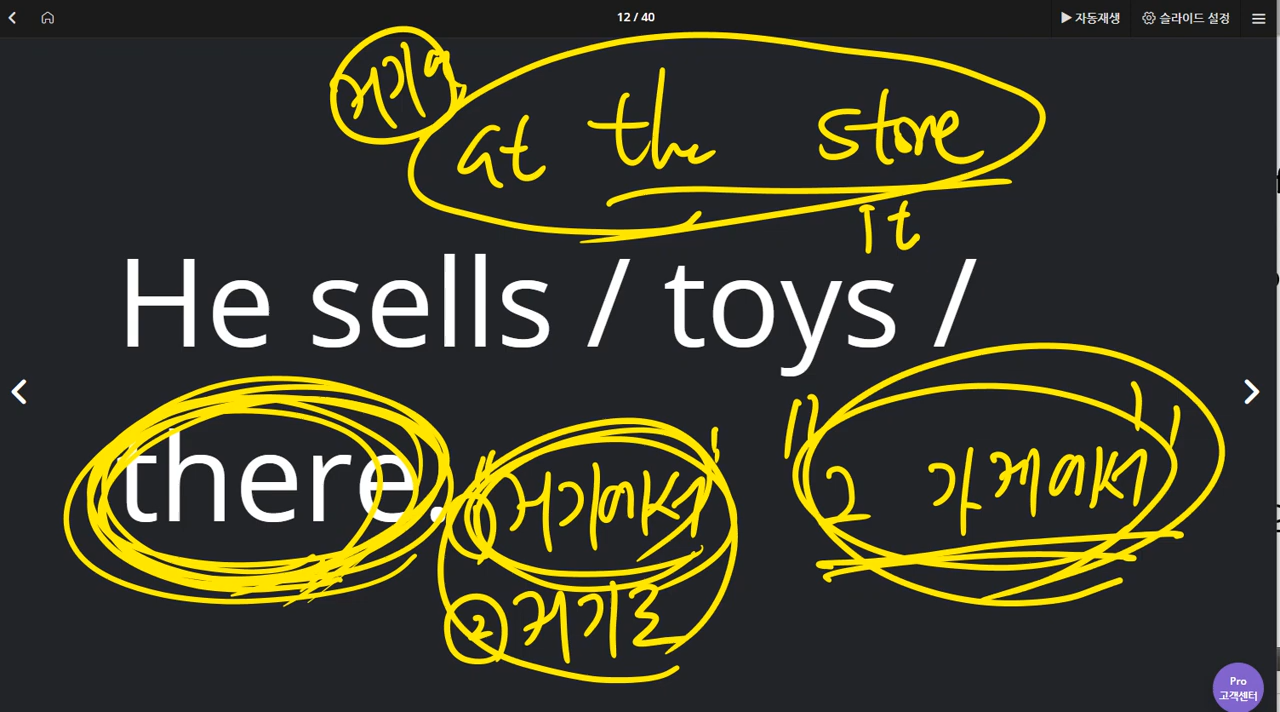 12 / 40
▶ 자동재생
슬라이드 설정
거기에
at the store
it
He sells / toys /
there.
① "거기에서"
" 그 가게에서 "
② 거기로
Pro
고객센터